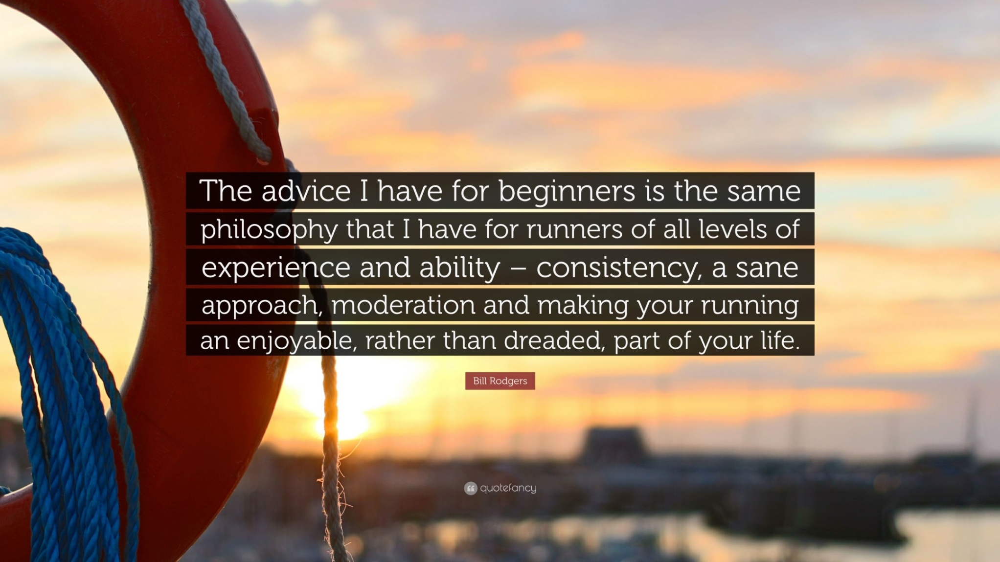 The advice I have for beginners is the same
philosophy that I have for runners of all levels of
experience and ability – consistency, a sane
approach, moderation and making your running
an enjoyable, rather than dreaded, part of your life.
Bill Rodgers
quotefancy